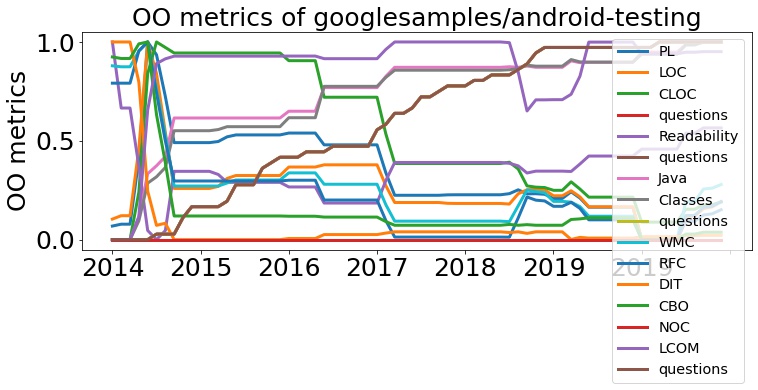 OO metrics of googlesamples/android-testing
OO metrics
1.0
0.5
0.0
2014 2015 2016 2017 2018 2019 2019
PL
LOC
CLOC
questions
Readability
questions
Java
Classes
questions
WMC
RFC
DIT
CBO
NOC
LCOM
questions